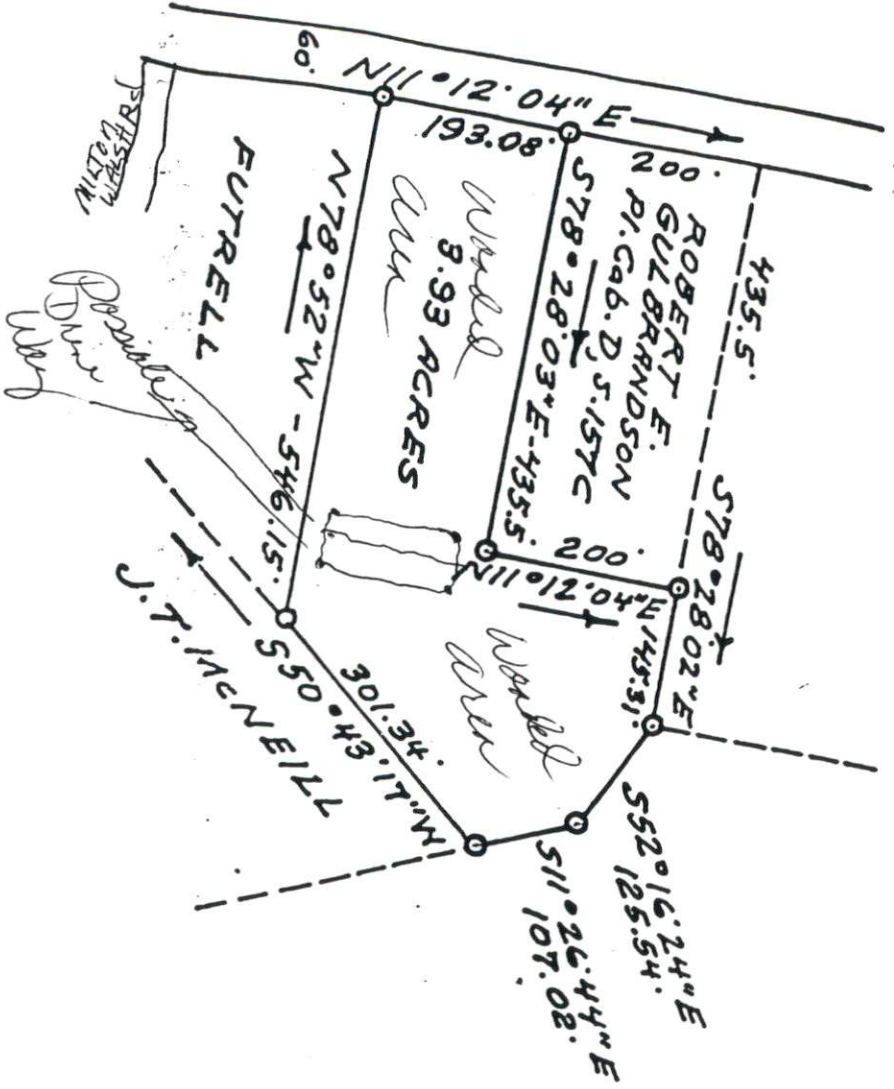 60'
N11°12'04"E
193.08'
200'
435.5'
S78°28'02"E
ROBERT E.
GULBRANDSON
Pl. Cab. D, S. 157C
S78°28'03"E-435.5'
200'
N11°12'04"E
145.31'
S52°16'24"E
125.54'
S11°26'44"E
107.02'
Wooded
3.93 ACRES
area
Wooded
area
N78°52"W - 546.15'
FUTRELL
MILTON
Possible
Drive
Way
301.34'
S50°43'17"W
J.T. McNEILL